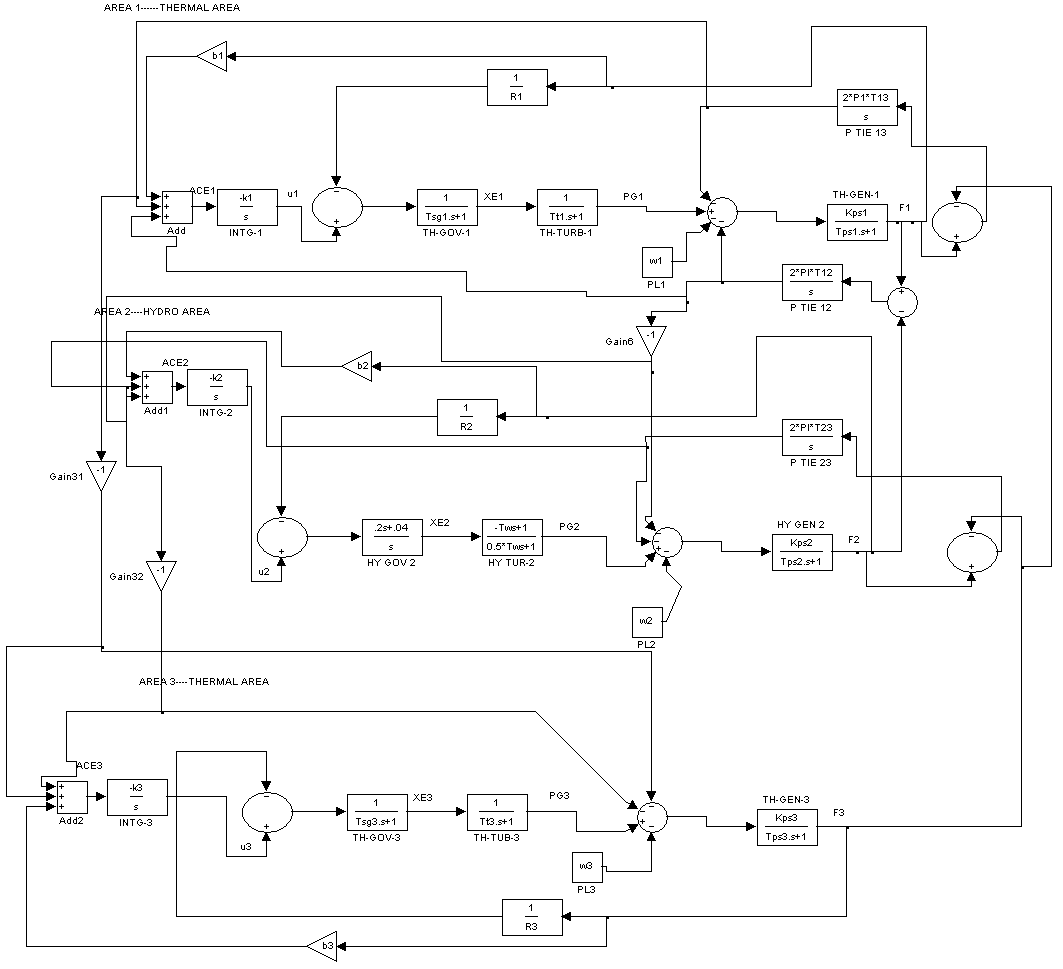 AREA 1------THERMAL AREA
b1
1
R1
2*P1*T13
s
P TIE 13
+
+
+
Add
ACE1
-k1
s
INTG-1
u1
−
+
1
Tsg1.s+1
TH-GOV-1
XE1
1
Tt1.s+1
TH-TURB-1
PG1
−
+
−
−
w1
PL1
TH-GEN-1
Kps1
Tps1.s+1
F1
−
+
2*PI*T12
s
P TIE 12
+
−
AREA 2----HYDRO AREA
-1
Gain6
b2
ACE2
+
+
+
Add1
-k2
s
INTG-2
1
R2
2*PI*T23
s
P TIE 23
-1
Gain31
−
+
u2
.2s+.04
s
HY GOV 2
XE2
-Tws+1
0.5*Tws+1
HY TUR-2
PG2
−
−
+
−
w2
PL2
HY GEN 2
Kps2
Tps2.s+1
F2
−
+
-1
Gain32
AREA 3----THERMAL AREA
ACE3
+
+
+
Add2
-k3
s
INTG-3
u3
−
+
1
Tsg3.s+1
TH-GOV-3
XE3
1
Tt3.s+1
TH-TUB-3
PG3
−
−
+
−
w3
PL3
TH-GEN-3
Kps3
Tps3.s+1
F3
1
R3
b3